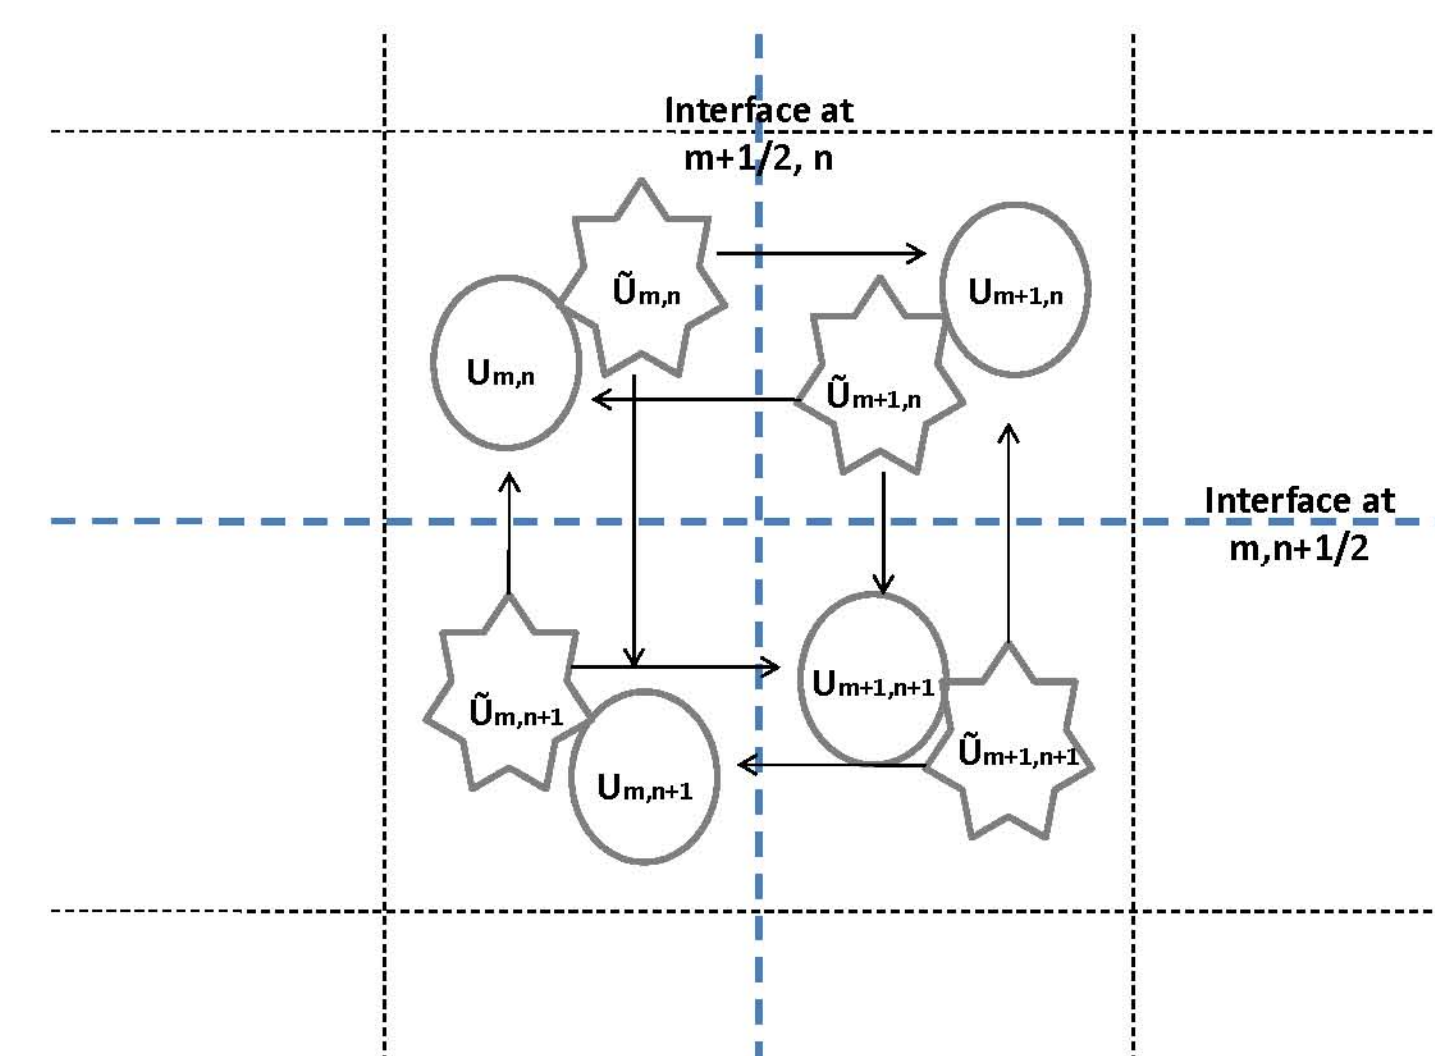 Interface at
m+1/2, n
Ũm,n
Um+1,n
Um,n
Ũm+1,n
Interface at
m,n+1/2
Um+1,n+1
Ũm,n+1
Ũm+1,n+1
Um,n+1